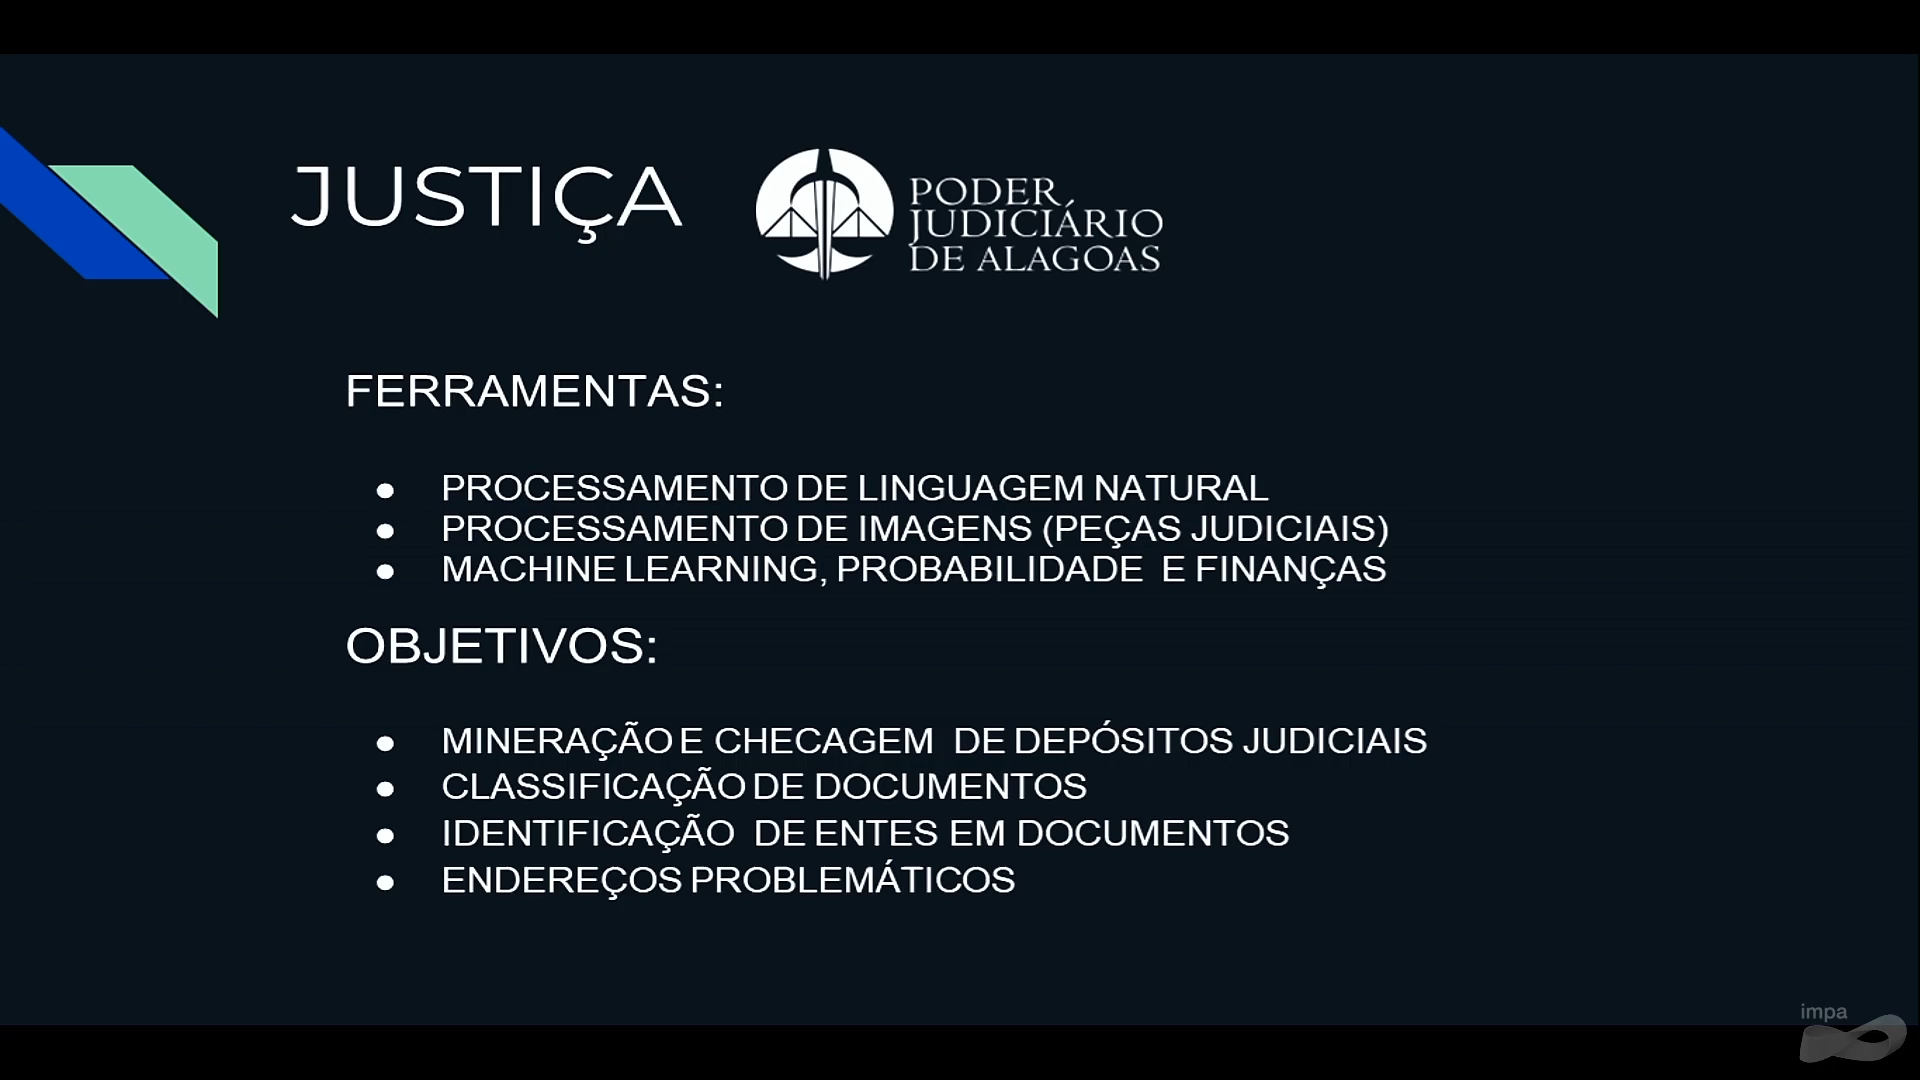 JUSTIÇA
PODER
JUDICIÁRIO
DE ALAGOAS
FERRAMENTAS:
● PROCESSAMENTO DE LINGUAGEM NATURAL
● PROCESSAMENTO DE IMAGENS (PEÇAS JUDICIAIS)
● MACHINE LEARNING, PROBABILIDADE E FINANÇAS
OBJETIVOS:
● MINERAÇÃO E CHECAGEM DE DEPÓSITOS JUDICIAIS
● CLASSIFICAÇÃO DE DOCUMENTOS
● IDENTIFICAÇÃO DE ENTES EM DOCUMENTOS
● ENDEREÇOS PROBLEMÁTICOS
impa